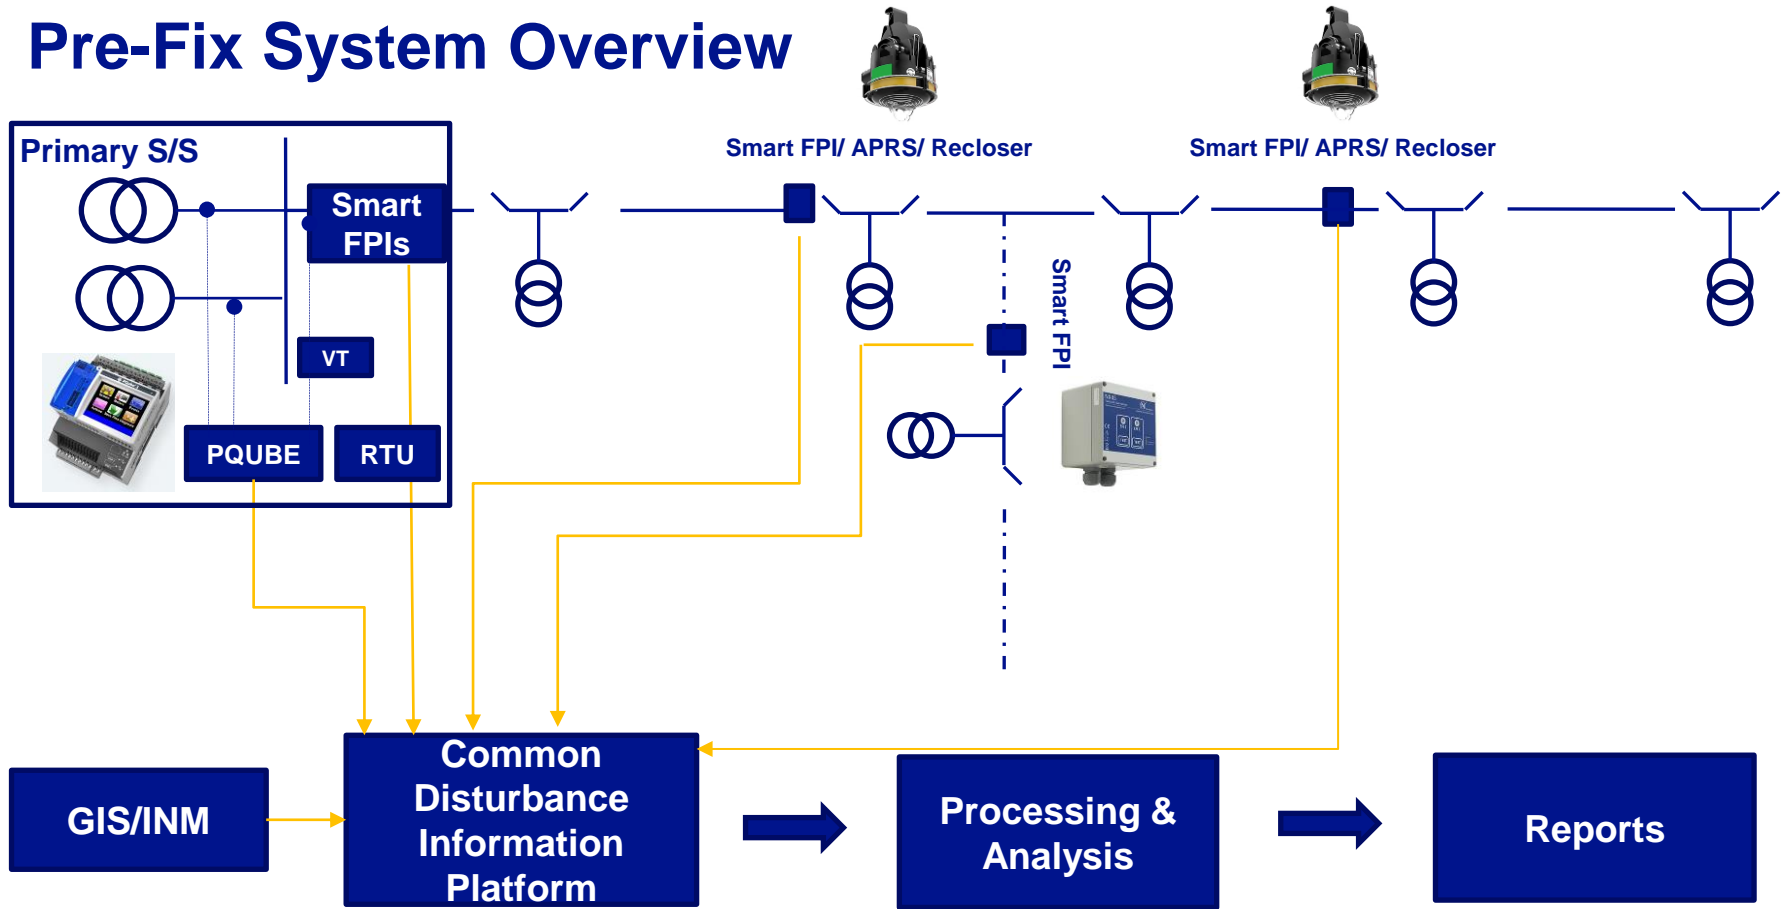 Pre-Fix System Overview
Smart FPI/ APRS/ Recloser
Smart FPI/ APRS/ Recloser
Primary S/S
Smart
FPIs
VT
Smart FPI
PQUBE
RTU
GIS/INM
Common
Disturbance
Information
Platform
Processing &
Analysis
Reports